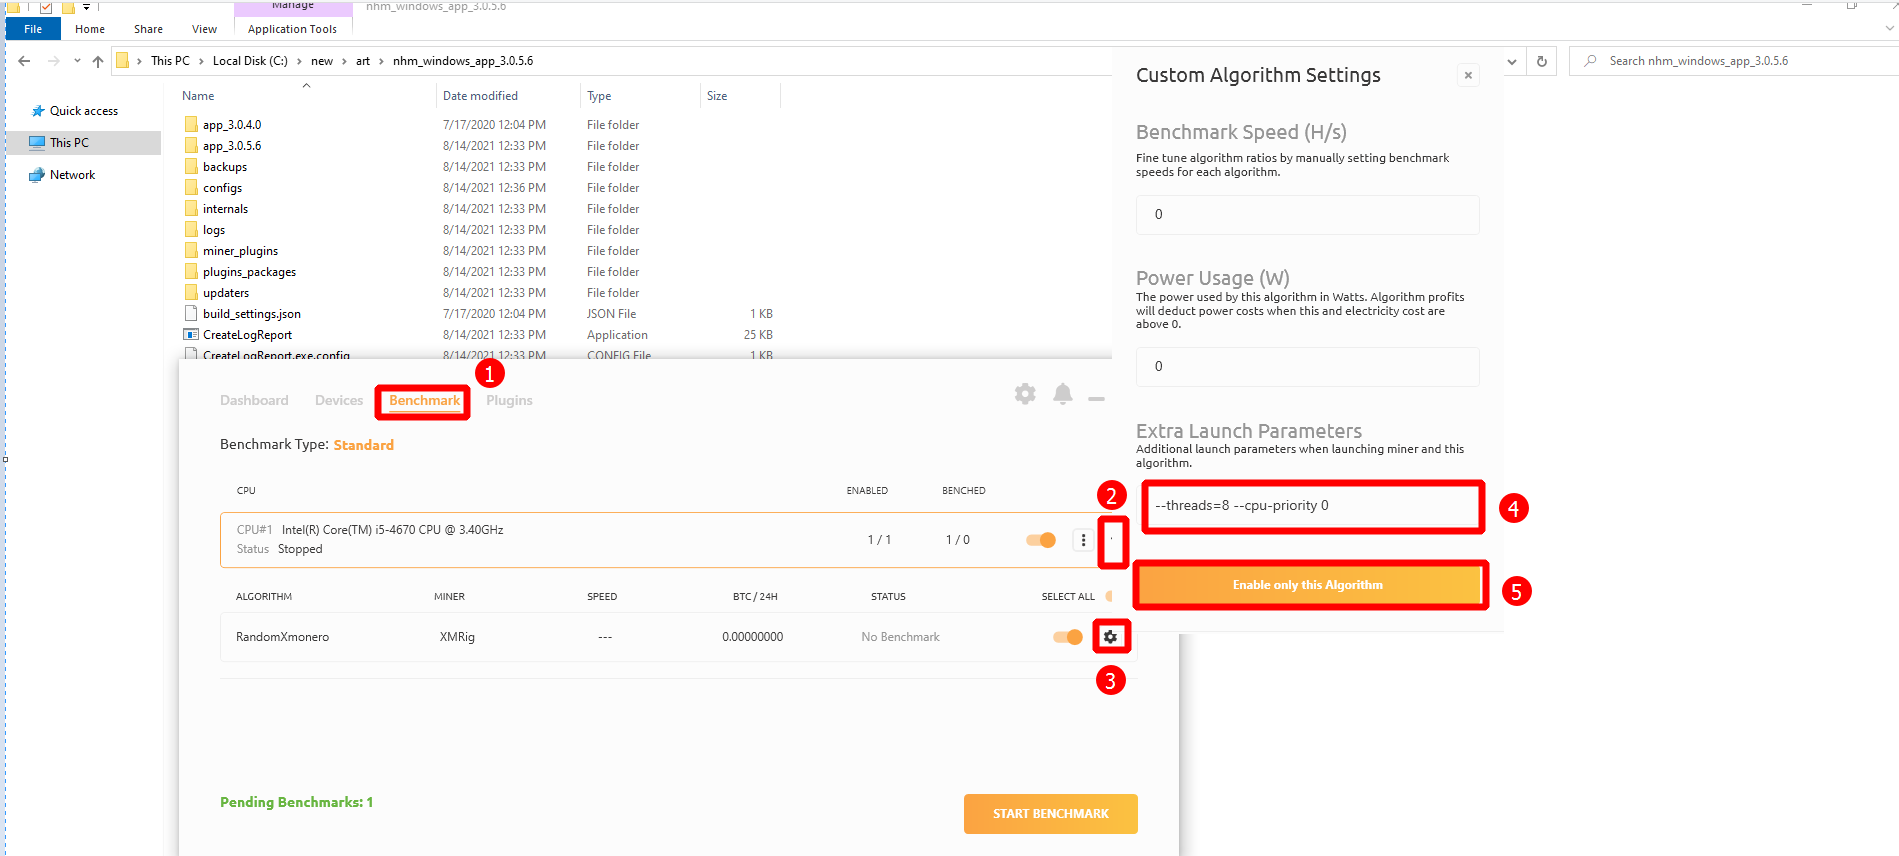 Manage
nhm_windows_app_3.0.5.6
File
Home
Share
View
Application Tools
This PC
Local Disk (C:)
new
art
nhm_windows_app_3.0.5.6
Search nhm_windows_app_3.0.5.6
Quick access
This PC
Network
Name
Date modified
Type
Size
app_3.0.4.0 7/17/2020 12:04 PM File folder
app_3.0.5.6 8/14/2021 12:33 PM File folder
backups 8/14/2021 12:33 PM File folder
configs 8/14/2021 12:36 PM File folder
internals 8/14/2021 12:33 PM File folder
logs 8/14/2021 12:33 PM File folder
miner_plugins 8/14/2021 12:33 PM File folder
plugins_packages 8/14/2021 12:33 PM File folder
updaters 8/14/2021 12:33 PM File folder
build_settings.json 7/17/2020 12:04 PM JSON File 1 KB
CreateLogReport 8/14/2021 12:33 PM Application 25 KB
CreateLogReport.exe.config 8/14/2021 12:33 PM CONFIG File 1 KB
1
Dashboard
Devices
Benchmark
Plugins
Benchmark Type: Standard
CPU ENABLED BENCHED
2
CPU#1 Intel(R) Core(TM) i5-4670 CPU @ 3.40GHz
Status Stopped
1 / 1
1 / 0
ALGORITHM MINER SPEED BTC / 24H STATUS SELECT ALL
RandomXmonero XMRig --- 0.00000000 No Benchmark
3
Pending Benchmarks: 1
START BENCHMARK
Custom Algorithm Settings
Benchmark Speed (H/s)
Fine tune algorithm ratios by manually setting benchmark
speeds for each algorithm.
0
Power Usage (W)
The power used by this algorithm in Watts. Algorithm profits
will deduct power costs when this and electricity cost are
above 0.
0
Extra Launch Parameters
Additional launch parameters when launching miner and this
algorithm.
--threads=8 --cpu-priority 0
4
Enable only this Algorithm
5